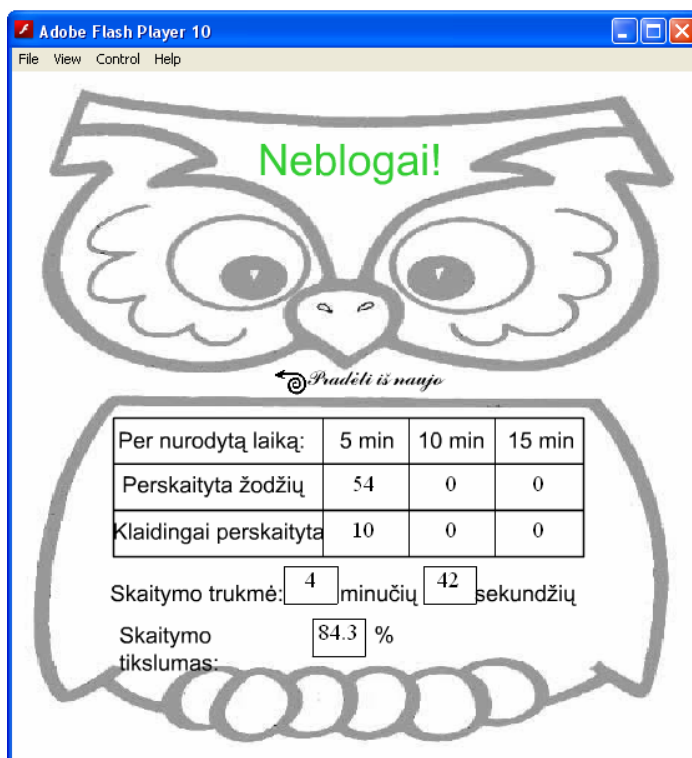 Adobe Flash Player 10
File View Control Help
Neblogai!
Pradėti iš naujo
Per nurodytą laiką: 5 min 10 min 15 min
Perskaityta žodžių 54 0 0
Klaidingai perskaityta 10 0 0
Skaitymo trukmė: 4 minučių 42 sekundžių
Skaitymo 84.3 %
tikslumas: